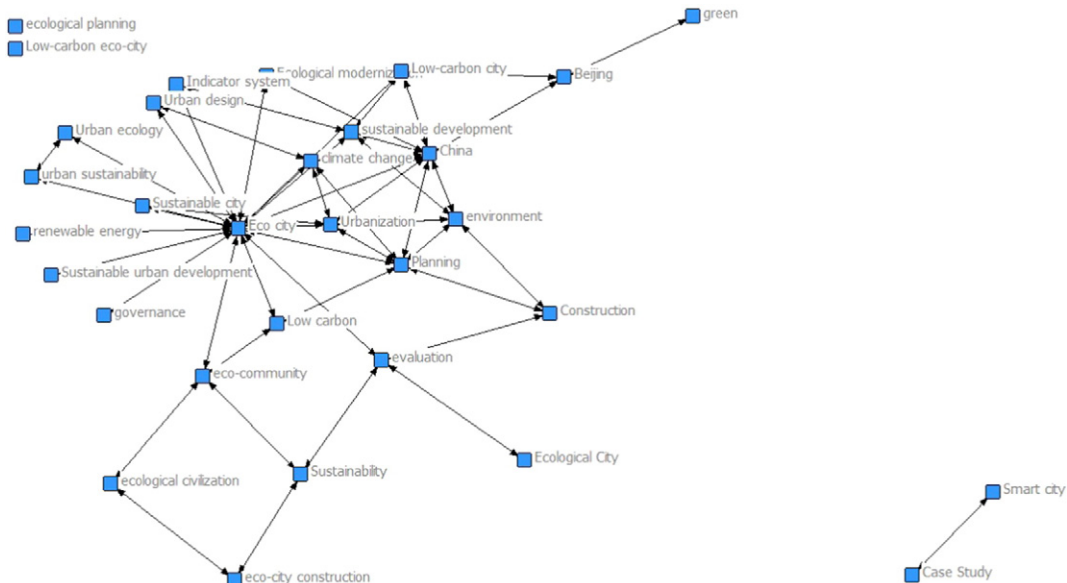 green
ecological planning
Low-carbon eco-city
Low-carbon city
Beijing
Indicator system
Urban design
Urban ecology
sustainable development
China
climate change
urban sustainability
Sustainable city
environment
Urbanization
Eco city
renewable energy
Planning
Sustainable urban development
Construction
governance
Low carbon
evaluation
eco-community
Ecological City
Sustainability
ecological civilization
Smart city
Case Study
eco-city construction